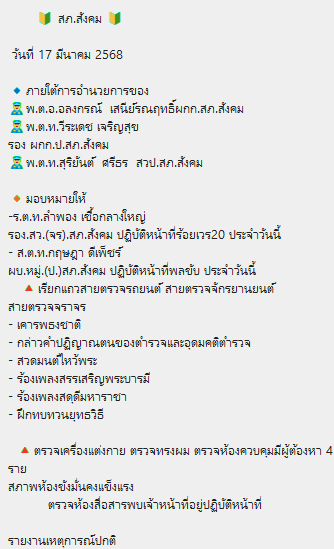 🔰 สภ.สังคม 🔰
วันที่ 17 มีนาคม 2568
🔹ภายใต้การอำนวยการของ
👮‍♂️พ.ต.อ.อลงกรณ์ เสนีย์รณฤทธิ์ผกก.สภ.สังคม
👮‍♂️พ.ต.ท.วีระเดช เจริญสุข
รอง ผกก.ป.สภ.สังคม
👮‍♂️พ.ต.ท.สุริยันต์ ศรีธร สวป.สภ.สังคม
🔸มอบหมายให้
-ร.ต.ท.ลำพอง เชื้อกลางใหญ่
รอง.สว.(จร).สภ.สังคม ปฏิบัติหน้าที่ร้อยเวร20 ประจำวันนี้
- ส.ต.ท.กฤษฎา ดีเพ็ชร์
ผบ.หมู่.(ป.)สภ.สังคม ปฏิบัติหน้าที่พลขับ ประจำวันนี้
🔺เรียกแถวสายตรวจรถยนต์ สายตรวจจักรยานยนต์
สายตรวจจราจร
- เคารพธงชาติ
- กล่าวคำปฏิญาณตนของตำรวจและอุดมคติตำรวจ
- สวดมนต์ไหว้พระ
- ร้องเพลงสรรเสริญพระบารมี
- ร้องเพลงสดุดีมหาราชา
- ฝึกทบทวนยุทธวิธี
🔺ตรวจเครื่องแต่งกาย ตรวจทรงผม ตรวจห้องควบคุมมีผู้ต้องหา 4
ราย
สภาพห้องขังมั่นคงแข็งแรง
ตรวจห้องสื่อสารพบเจ้าหน้าที่อยู่ปฏิบัติหน้าที่
รายงานเหตุการณ์ปกติ